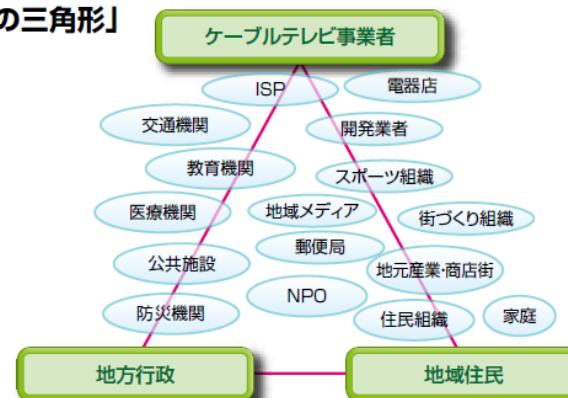 の三角形」
ケーブルテレビ事業者
ISP
電器店
交通機関
開発業者
教育機関
スポーツ組織
医療機関
地域メディア
街づくり組織
郵便局
公共施設
地元産業・商店街
NPO
防災機関
住民組織
家庭
地方行政
地域住民